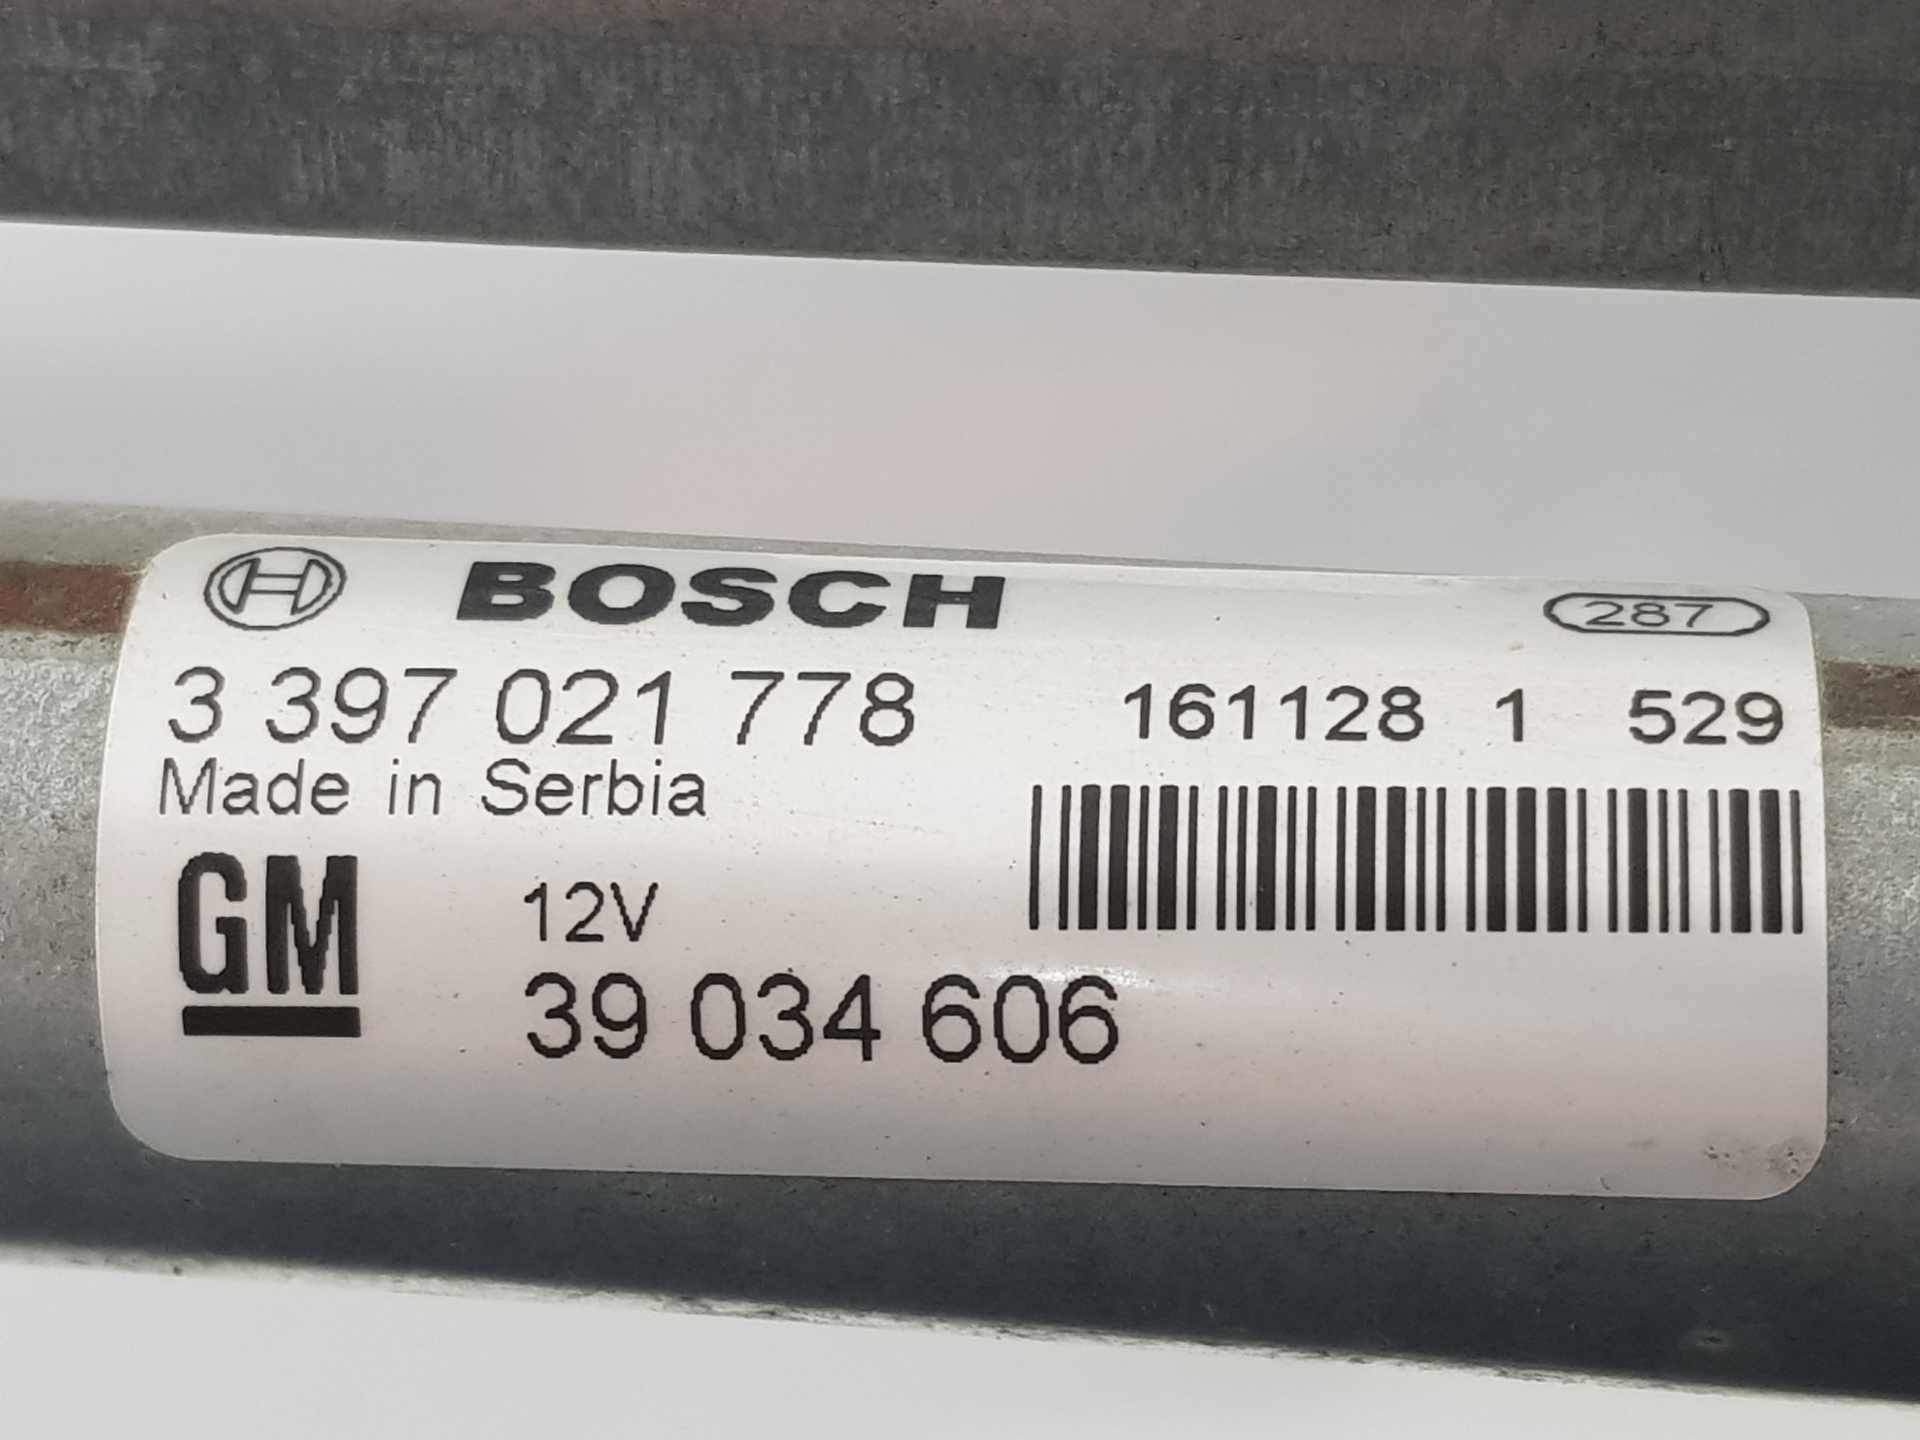 BOSCH 287
3 397 021 778 161128 1 529
Made in Serbia
GM 12V
39 034 606